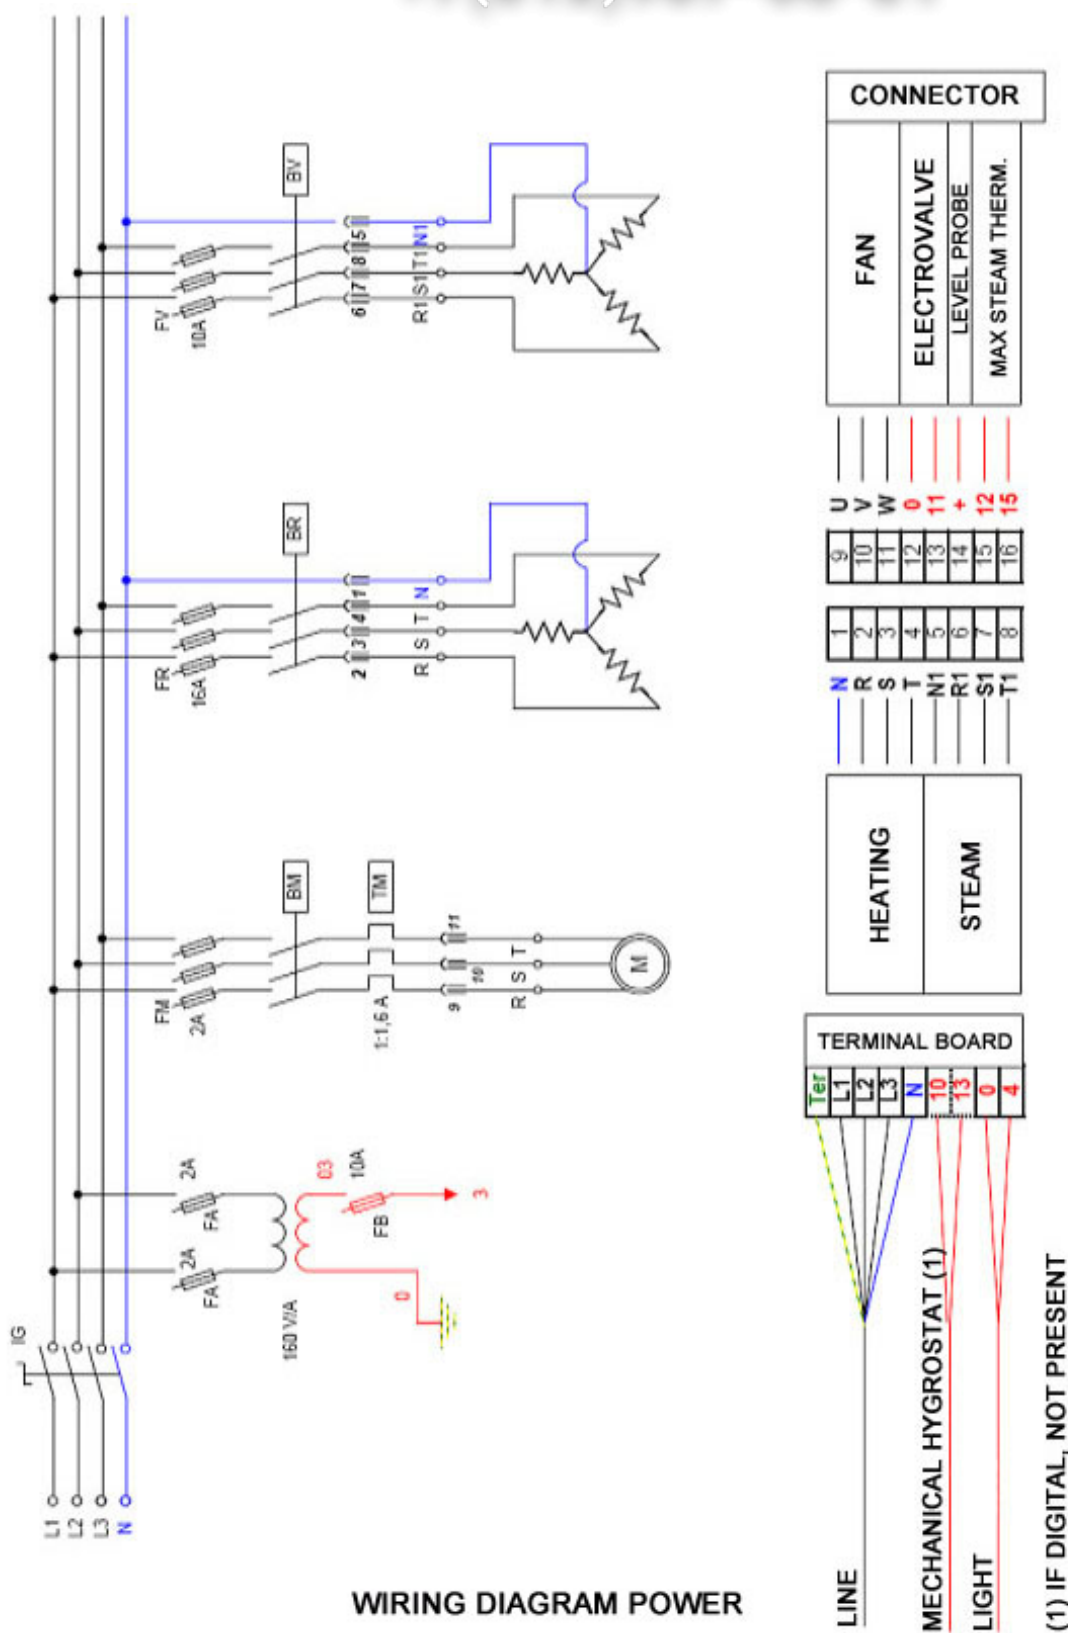 CONNECTOR
FAN
ELECTROVALVE
LEVEL PROBE
MAX STEAM THERM.
U
V
W
0
11
+
12
15
9
10
11
12
13
14
15
16
1
2
3
4
5
6
7
8
N
R
S
T
N1
R1
S1
T1
HEATING
STEAM
TERMINAL BOARD
Ter
L1
L2
L3
N
10
13
0
4
LINE
MECHANICAL HYGROSTAT (1)
LIGHT
(1) IF DIGITAL, NOT PRESENT
BV
FV
10A
6
7
8
5
R1
S1
T1
N1
BR
FR
16A
2
3
4
1
R
S
T
N
BM
TM
FM
2A
1:1,6 A
9
10
11
R
S
T
M
2A
FA
2A
FA
160 V/A
03
10A
FB
3
0
IG
L1
L2
L3
N
WIRING DIAGRAM POWER